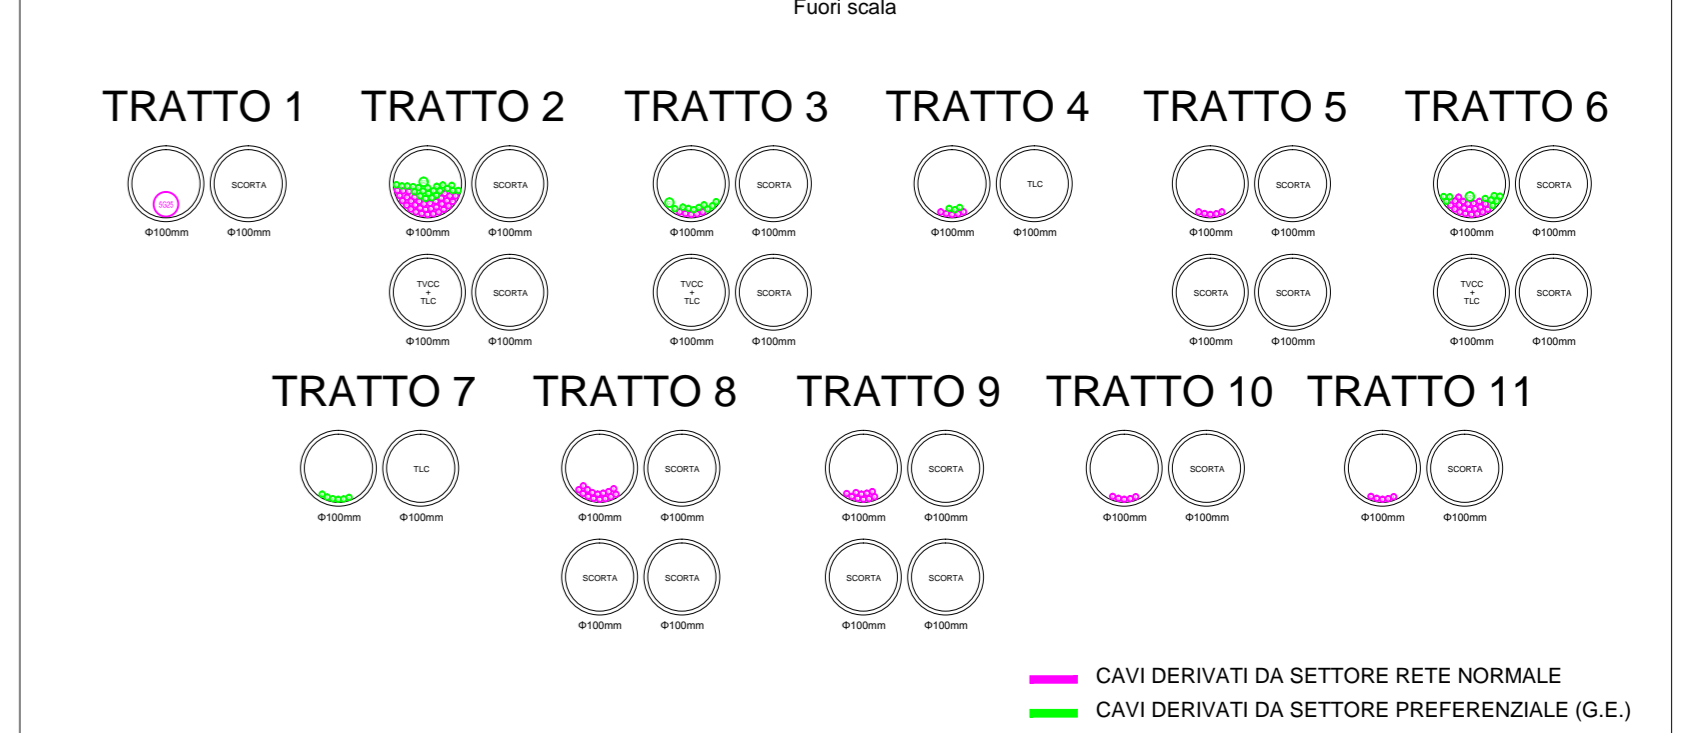 Fuori scala
TRATTO 1 TRATTO 2 TRATTO 3 TRATTO 4 TRATTO 5 TRATTO 6
SG25 SCORTA SCORTA SCORTA TLC SCORTA SCORTA
Φ100mm Φ100mm Φ100mm Φ100mm Φ100mm Φ100mm Φ100mm Φ100mm Φ100mm Φ100mm Φ100mm Φ100mm
TVCC
+
TLC
SCORTA
TVCC
+
TLC
SCORTA
SCORTA SCORTA
TVCC
+
TLC
SCORTA
Φ100mm Φ100mm Φ100mm Φ100mm Φ100mm Φ100mm Φ100mm Φ100mm
TRATTO 7 TRATTO 8 TRATTO 9 TRATTO 10 TRATTO 11
TLC SCORTA SCORTA SCORTA SCORTA
Φ100mm Φ100mm Φ100mm Φ100mm Φ100mm Φ100mm Φ100mm Φ100mm Φ100mm Φ100mm
SCORTA SCORTA SCORTA SCORTA
Φ100mm Φ100mm Φ100mm Φ100mm
CAVI DERIVATI DA SETTORE RETE NORMALE
CAVI DERIVATI DA SETTORE PREFERENZIALE (G.E.)